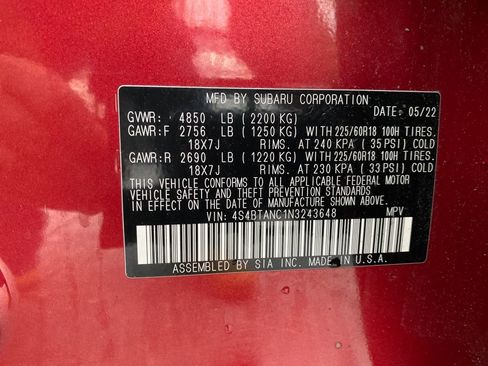 MFD BY SUBARU CORPORATION DATE: 05/22
GVWR: 4850 LB (2200 KG)
GAWR:F 2756 LB (1250 KG) WITH 225/60R18 100H TIRES.
18X7J RIMS. AT 240 KPA (35 PSI) COLD
GAWR:R 2690 LB (1220 KG) WITH 225/60R18 100H TIRES.
18X7J RIMS. AT 230 KPA (33 PSI) COLD
THIS VEHICLE CONFORMS TO ALL APPLICABLE FEDERAL MOTOR
VEHICLE SAFETY AND THEFT PREVENTION STANDARDS IN
EFFECT ON THE DATE OF MANUFACTURE SHOWN ABOVE.
VIN: 4S4BTANC1N3243648 MPV
ASSEMBLED BY SIA INC. MADE IN U.S.A.